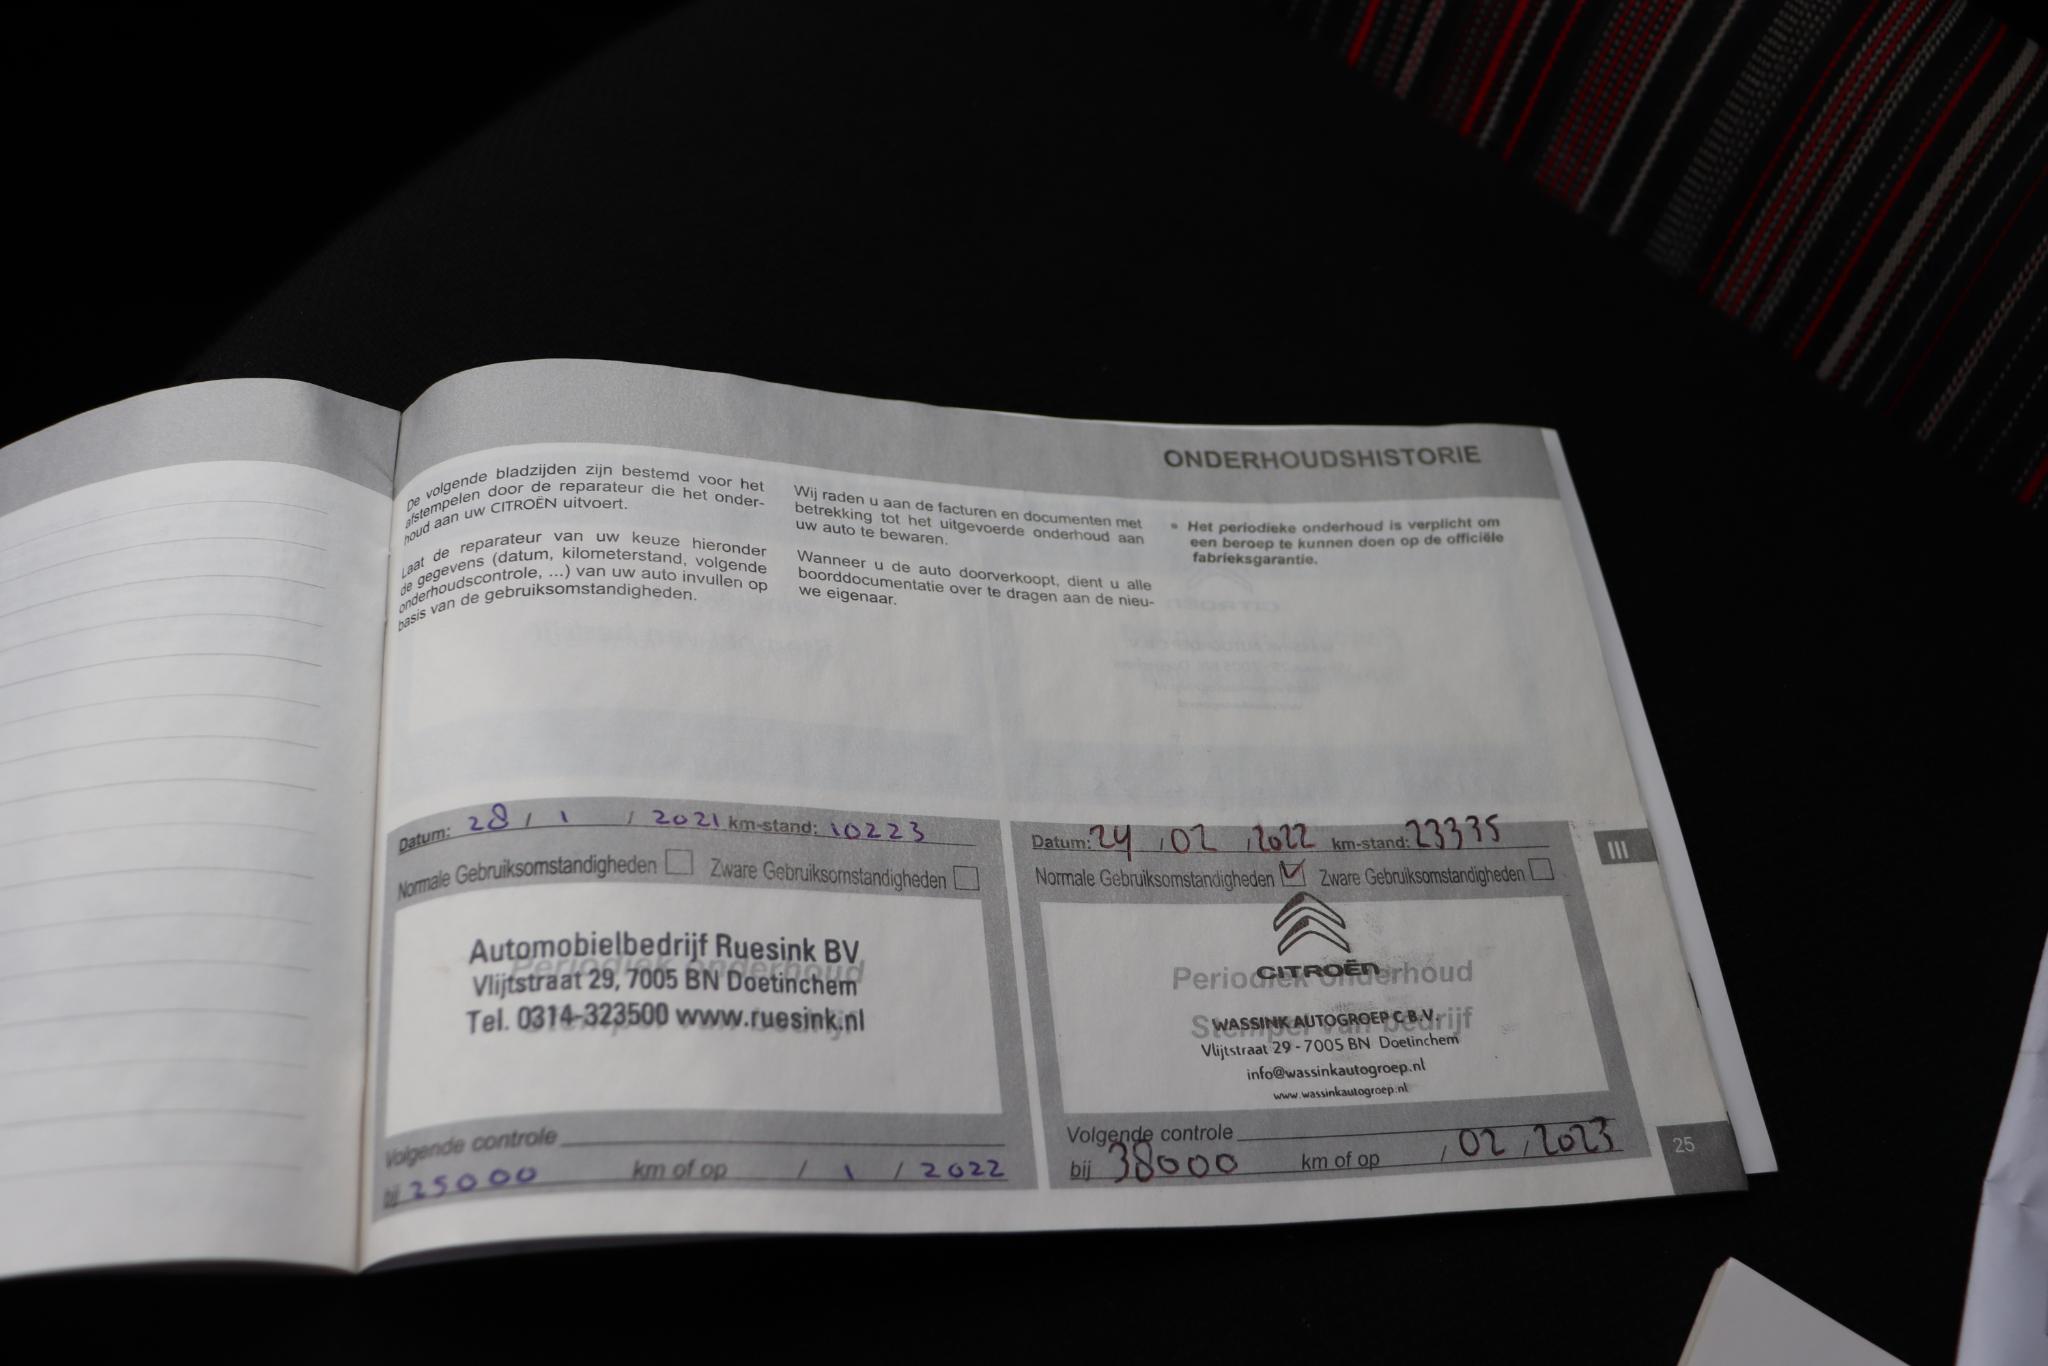 ONDERHOUDSHISTORIE
De volgende bladzijden zijn bestemd voor het
afstempelen door de reparateur die het onder-
houd aan uw CITROËN uitvoert.
Laat de reparateur van uw keuze hieronder
de gegevens (datum, kilometerstand, volgende
onderhoudscontrole, ...) van uw auto invullen op
basis van de gebruiksomstandigheden.
Wij raden u aan de facturen en documenten met
betrekking tot het uitgevoerde onderhoud aan
uw auto te bewaren.
Wanneer u de auto doorverkoopt, dient u alle
boorddocumentatie over te dragen aan de nieu-
we eigenaar.
Het periodieke onderhoud is verplicht om
een beroep te kunnen doen op de officiële
fabrieksgarantie.
Datum: 28 / 1 / 2021 km-stand: 10223
Normale Gebruiksomstandigheden Zware Gebruiksomstandigheden
Automobielbedrijf Ruesink BV
Periodiek onderhoud
Vlijtstraat 29, 7005 BN Doetinchem
Tel. 0314-323500 www.ruesink.nl
Volgende controle
bij 25000 km of op / 1 / 2022
Datum: 24 / 02 / 2022 km-stand: 23335
Normale Gebruiksomstandigheden Zware Gebruiksomstandigheden
CITROËN
Periodiek onderhoud
Stempel van bedrijf
WASSINK AUTOGROEP C B.V.
Vlijtstraat 29 - 7005 BN Doetinchem
info@wassinkautogroep.nl
www.wassinkautogroep.nl
Volgende controle
bij 38000 km of op / 02 / 2023
III
25